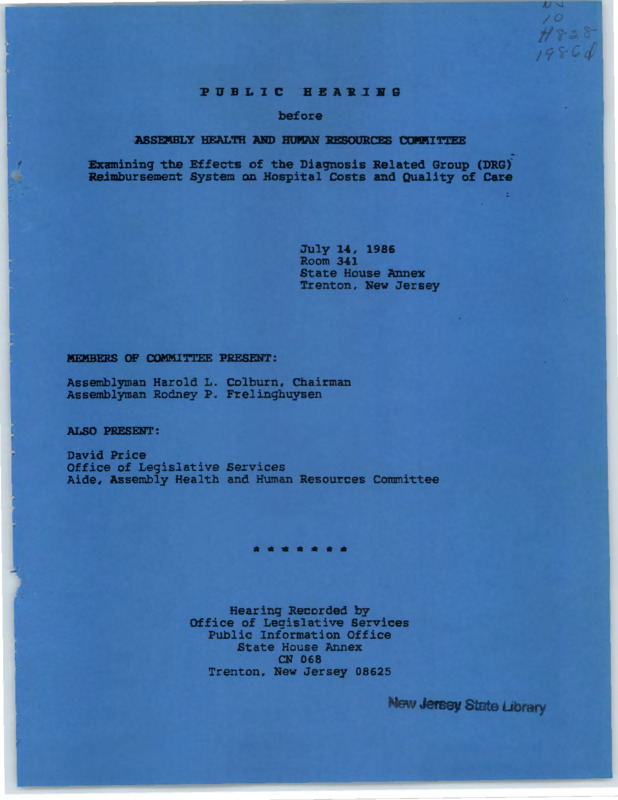 NJ
10
H828
1986d
PUBLIC HEARING
before
ASSEMBLY HEALTH AND HUMAN RESOURCES COMMITTEE
Examining the Effects of the Diagnosis Related Group (DRG)
Reimbursement System on Hospital Costs and Quality of Care
July 14, 1986
Room 341
State House Annex
Trenton, New Jersey
MEMBERS OF COMMITTEE PRESENT:
Assemblyman Harold L. Colburn, Chairman
Assemblyman Rodney P. Frelinghuysen
ALSO PRESENT:
David Price
Office of Legislative Services
Aide, Assembly Health and Human Resources Committee
* * * * * * *
Hearing Recorded by
Office of Legislative Services
Public Information Office
State House Annex
CN 068
Trenton, New Jersey 08625
New Jersey State Library